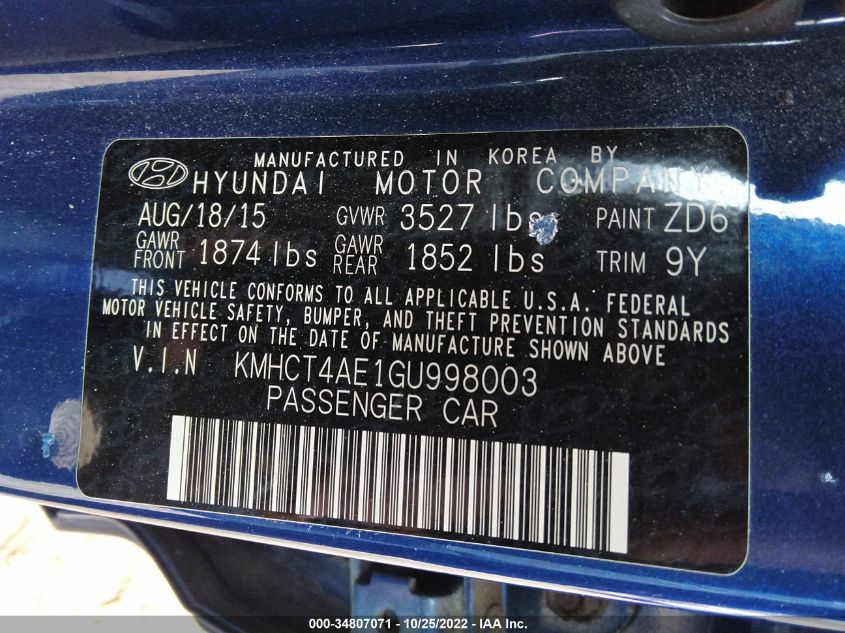 MANUFACTURED IN KOREA BY
HYUNDAI MOTOR COMPANY
AUG/18/15 GVWR 3527 lbs PAINT ZD6
GAWR FRONT 1874 lbs GAWR REAR 1852 lbs TRIM 9Y
THIS VEHICLE CONFORMS TO ALL APPLICABLE U.S.A. FEDERAL
MOTOR VEHICLE SAFETY, BUMPER, AND THEFT PREVENTION STANDARDS
IN EFFECT ON THE DATE OF MANUFACTURE SHOWN ABOVE
V.I.N KMHCT4AE1GU998003
PASSENGER CAR
000-34807071 - 10/25/2022 - IAA Inc.